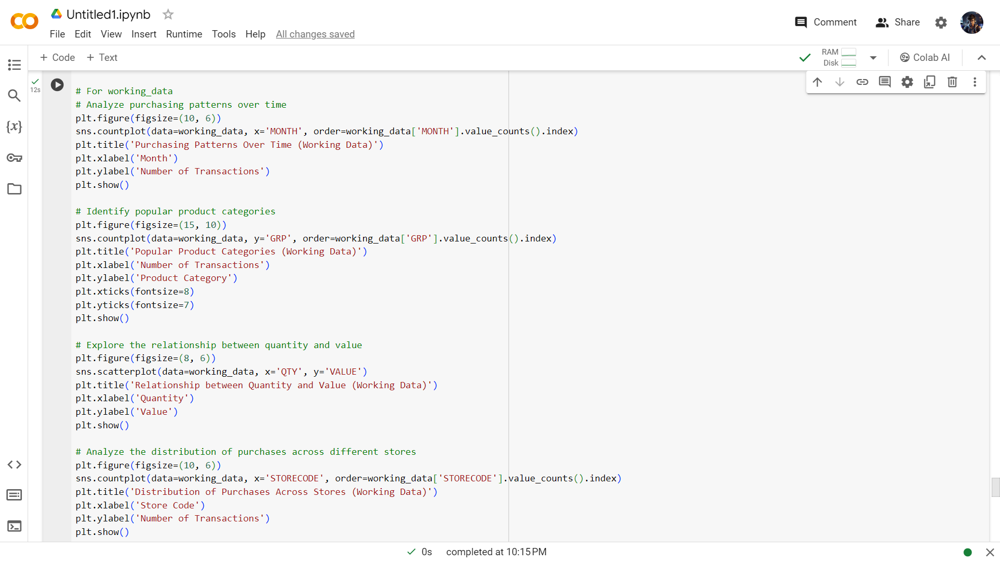 Untitled1.ipynb
File Edit View Insert Runtime Tools Help All changes saved
Comment Share
+ Code + Text
RAM
Disk
Colab AI
12s
# For working_data
# Analyze purchasing patterns over time
plt.figure(figsize=(10, 6))
sns.countplot(data=working_data, x='MONTH', order=working_data['MONTH'].value_counts().index)
plt.title('Purchasing Patterns Over Time (Working Data)')
plt.xlabel('Month')
plt.ylabel('Number of Transactions')
plt.show()
# Identify popular product categories
plt.figure(figsize=(15, 10))
sns.countplot(data=working_data, y='GRP', order=working_data['GRP'].value_counts().index)
plt.title('Popular Product Categories (Working Data)')
plt.xlabel('Number of Transactions')
plt.ylabel('Product Category')
plt.xticks(fontsize=8)
plt.yticks(fontsize=7)
plt.show()
# Explore the relationship between quantity and value
plt.figure(figsize=(8, 6))
sns.scatterplot(data=working_data, x='QTY', y='VALUE')
plt.title('Relationship between Quantity and Value (Working Data)')
plt.xlabel('Quantity')
plt.ylabel('Value')
plt.show()
# Analyze the distribution of purchases across different stores
plt.figure(figsize=(10, 6))
sns.countplot(data=working_data, x='STORECODE', order=working_data['STORECODE'].value_counts().index)
plt.title('Distribution of Purchases Across Stores (Working Data)')
plt.xlabel('Store Code')
plt.ylabel('Number of Transactions')
plt.show()
0s completed at 10:15 PM